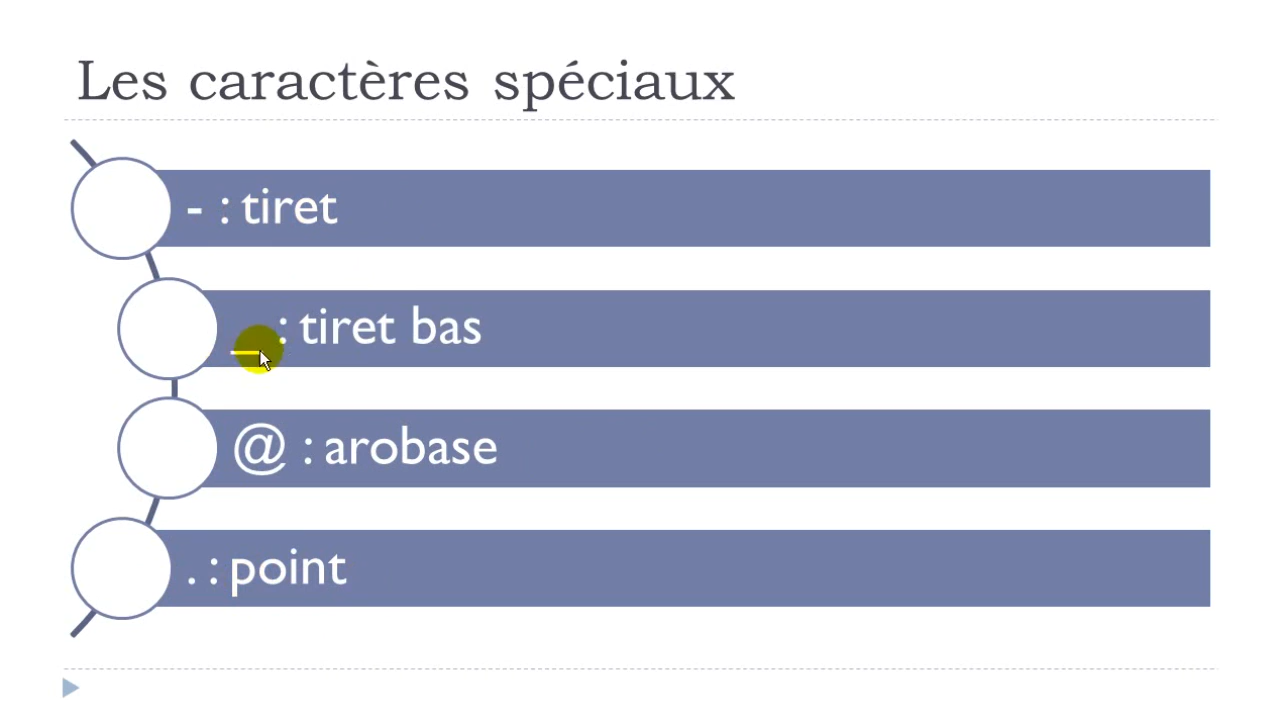 Les caractères spéciaux
- : tiret
_ : tiret bas
@ : arobase
. : point